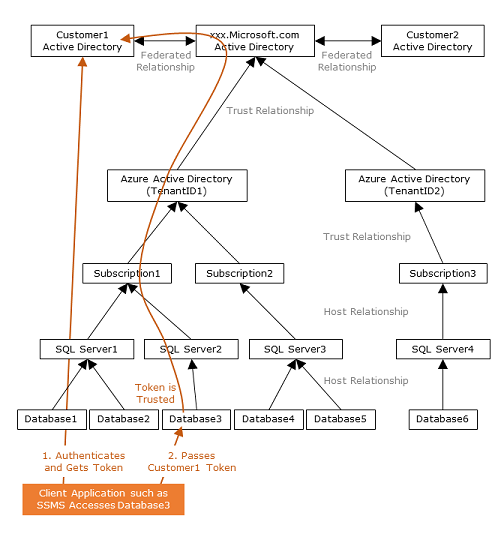 Customer1
Active Directory
xxx.Microsoft.com
Active Directory
Customer2
Active Directory
Federated
Relationship
Federated
Relationship
Trust Relationship
Azure Active Directory
(TenantID1)
Azure Active Directory
(TenantID2)
Trust Relationship
Subscription1
Subscription2
Subscription3
Host Relationship
SQL Server1
SQL Server2
SQL Server3
SQL Server4
Host Relationship
Token is
Trusted
Database1
Database2
Database3
Database4
Database5
Database6
1. Authenticates
and Gets Token
2. Passes
Customer1 Token
Client Application such as
SSMS Accesses Database3